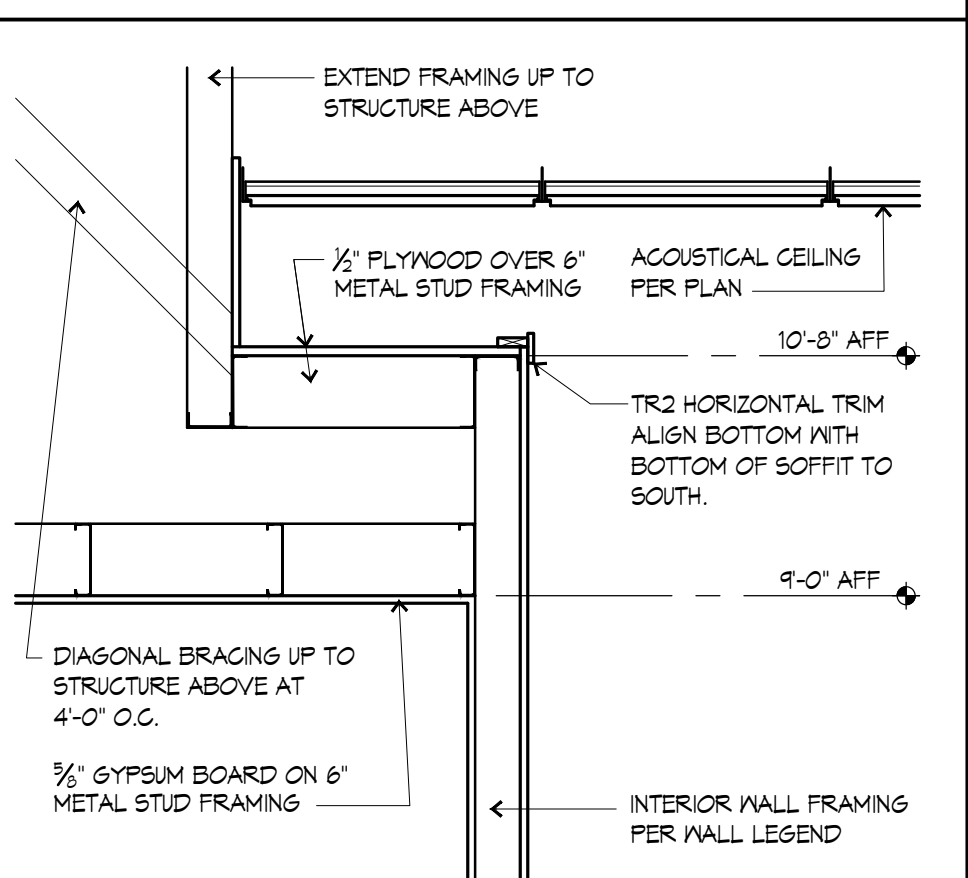 EXTEND FRAMING UP TO
STRUCTURE ABOVE
½" PLYWOOD OVER 6"
METAL STUD FRAMING
ACOUSTICAL CEILING
PER PLAN
10'-8" AFF
TR2 HORIZONTAL TRIM
ALIGN BOTTOM WITH
BOTTOM OF SOFFIT TO
SOUTH.
9'-0" AFF
DIAGONAL BRACING UP TO
STRUCTURE ABOVE AT
4'-0" O.C.
⅝" GYPSUM BOARD ON 6"
METAL STUD FRAMING
INTERIOR WALL FRAMING
PER WALL LEGEND